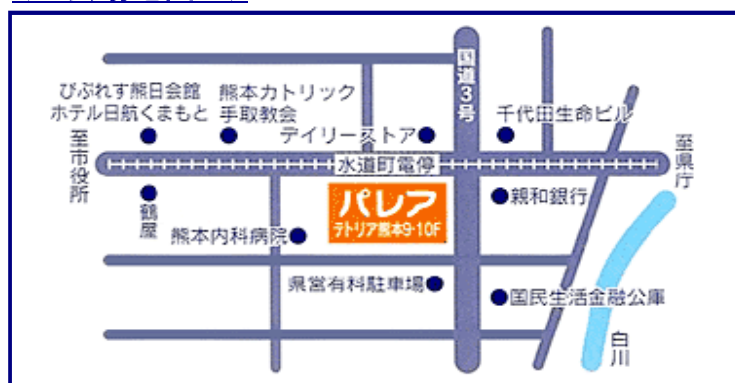 国道3号
びぷれす熊日会館
ホテル日航くまもと
熊本カトリック
手取教会
デイリーストア
千代田生命ビル
至市役所
水道町電停
至県庁
鶴屋
パレア
テトリア熊本9・10F
親和銀行
熊本内科病院
県営有料駐車場
国民生活金融公庫
白川